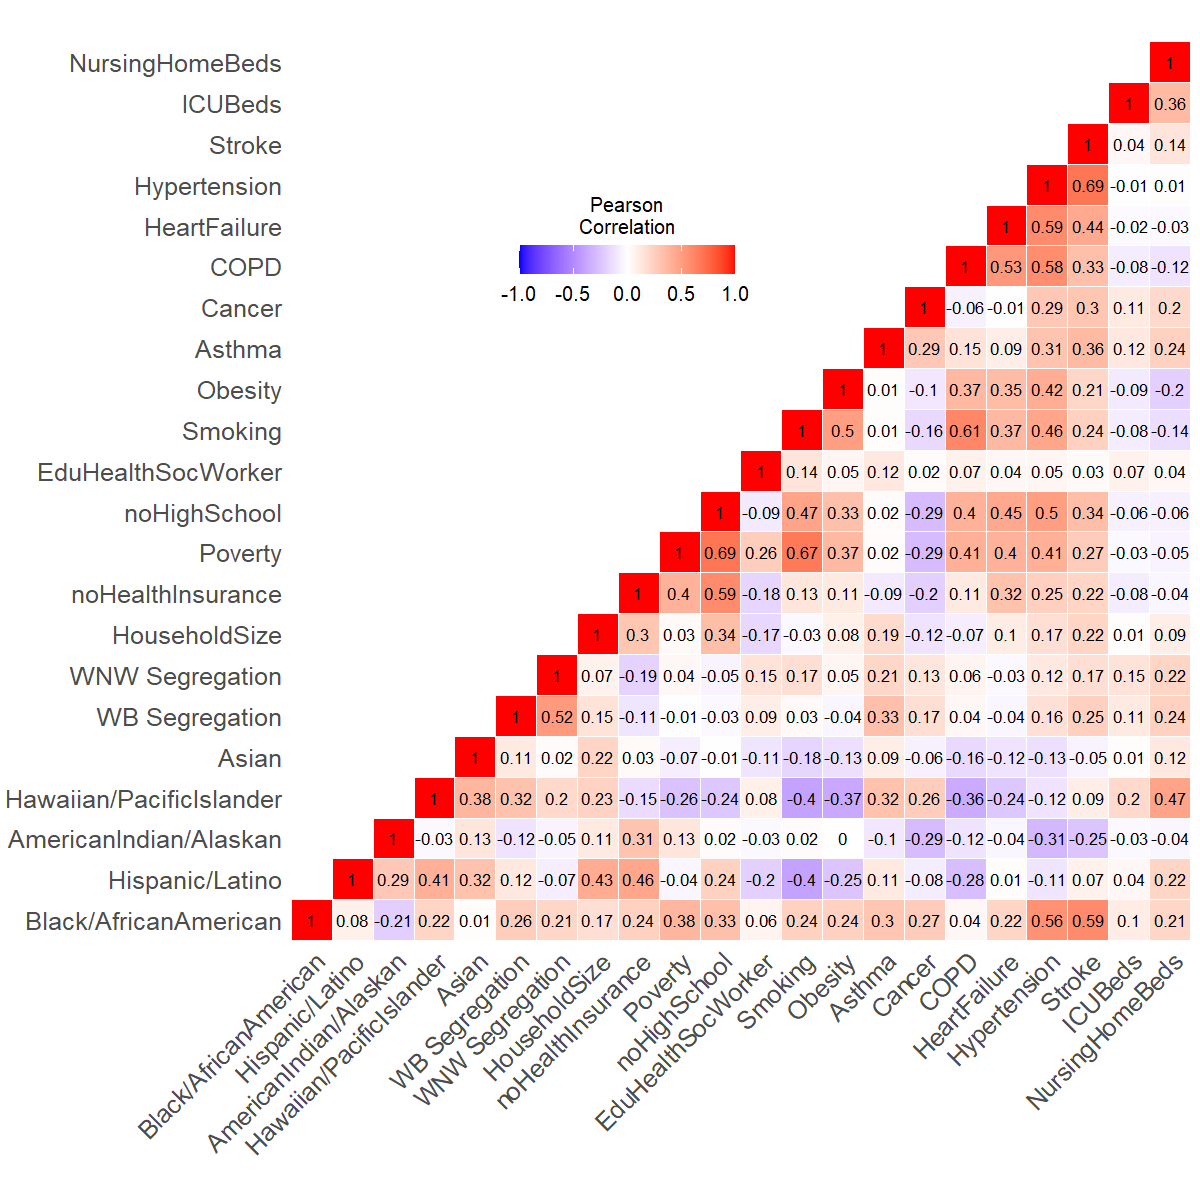 NursingHomeBeds 1
ICUBeds 1 0.36
Stroke 1 0.04 0.14
Hypertension 1 0.69 -0.01 0.01
Pearson
Correlation
HeartFailure 1 0.59 0.44 -0.02 -0.03
COPD 1 0.53 0.58 0.33 -0.08 -0.12
-1.0 -0.5 0.0 0.5 1.0
Cancer 1 -0.06 -0.01 0.29 0.3 0.11 0.2
Asthma 1 0.29 0.15 0.09 0.31 0.36 0.12 0.24
Obesity 1 0.01 -0.1 0.37 0.35 0.42 0.21 -0.09 -0.2
Smoking 1 0.5 0.01 -0.16 0.61 0.37 0.46 0.24 -0.08 -0.14
EduHealthSocWorker 1 0.14 0.05 0.12 0.02 0.07 0.04 0.05 0.03 0.07 0.04
noHighSchool 1 -0.09 0.47 0.33 0.02 -0.29 0.4 0.45 0.5 0.34 -0.06 -0.06
Poverty 1 0.69 0.26 0.67 0.37 0.02 -0.29 0.41 0.4 0.41 0.27 -0.03 -0.05
noHealthInsurance 1 0.4 0.59 -0.18 0.13 0.11 -0.09 -0.2 0.11 0.32 0.25 0.22 -0.08 -0.04
HouseholdSize 1 0.3 0.03 0.34 -0.17 -0.03 0.08 0.19 -0.12 -0.07 0.1 0.17 0.22 0.01 0.09
WNW Segregation 1 0.07 -0.19 0.04 -0.05 0.15 0.17 0.05 0.21 0.13 0.06 -0.03 0.12 0.17 0.15 0.22
WB Segregation 1 0.52 0.15 -0.11 -0.01 -0.03 0.09 0.03 -0.04 0.33 0.17 0.04 -0.04 0.16 0.25 0.11 0.24
Asian 1 0.11 0.02 0.22 0.03 -0.07 -0.01 -0.11 -0.18 -0.13 0.09 -0.06 -0.16 -0.12 -0.13 -0.05 0.01 0.12
Hawaiian/PacificIslander 1 0.38 0.32 0.2 0.23 -0.15 -0.26 -0.24 0.08 -0.4 -0.37 0.32 0.26 -0.36 -0.24 -0.12 0.09 0.2 0.47
AmericanIndian/Alaskan 1 -0.03 0.13 -0.12 -0.05 0.11 0.31 0.13 0.02 -0.03 0.02 0 -0.1 -0.29 -0.12 -0.04 -0.31 -0.25 -0.03 -0.04
Hispanic/Latino 1 0.29 0.41 0.32 0.12 -0.07 0.43 0.46 -0.04 0.24 -0.2 -0.4 -0.25 0.11 -0.08 -0.28 0.01 -0.11 0.07 0.04 0.22
Black/AfricanAmerican 1 0.08 -0.21 0.22 0.01 0.26 0.21 0.17 0.24 0.38 0.33 0.06 0.24 0.24 0.3 0.27 0.04 0.22 0.56 0.59 0.1 0.21
Black/AfricanAmerican
Hispanic/Latino
AmericanIndian/Alaskan
Hawaiian/PacificIslander
Asian
WB Segregation
WNW Segregation
HouseholdSize
noHealthInsurance
Poverty
noHighSchool
EduHealthSocWorker
Smoking
Obesity
Asthma
Cancer
COPD
HeartFailure
Hypertension
Stroke
ICUBeds
NursingHomeBeds